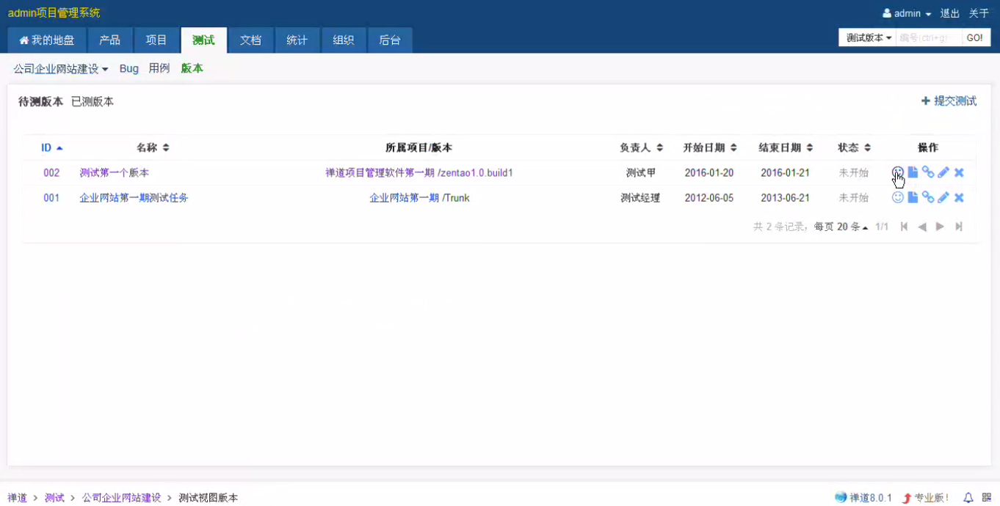 admin项目管理系统 admin 退出 关于
我的地盘 产品 项目 测试 文档 统计 组织 后台 测试版本 编号(ctrl+g) GO!
公司企业网站建设 Bug 用例 版本
待测版本 已测版本 提交测试
ID 名称 所属项目/版本 负责人 开始日期 结束日期 状态 操作
002 测试第一个版本 禅道项目管理软件第一期 /zentao1.0.build1 测试甲 2016-01-20 2016-01-21 未开始
001 企业网站第一期测试任务 企业网站第一期 /Trunk 测试经理 2012-06-05 2013-06-21 未开始
共 2 条记录, 每页 20 条 1/1
禅道 > 测试 > 公司企业网站建设 > 测试视图版本 禅道8.0.1 专业版!